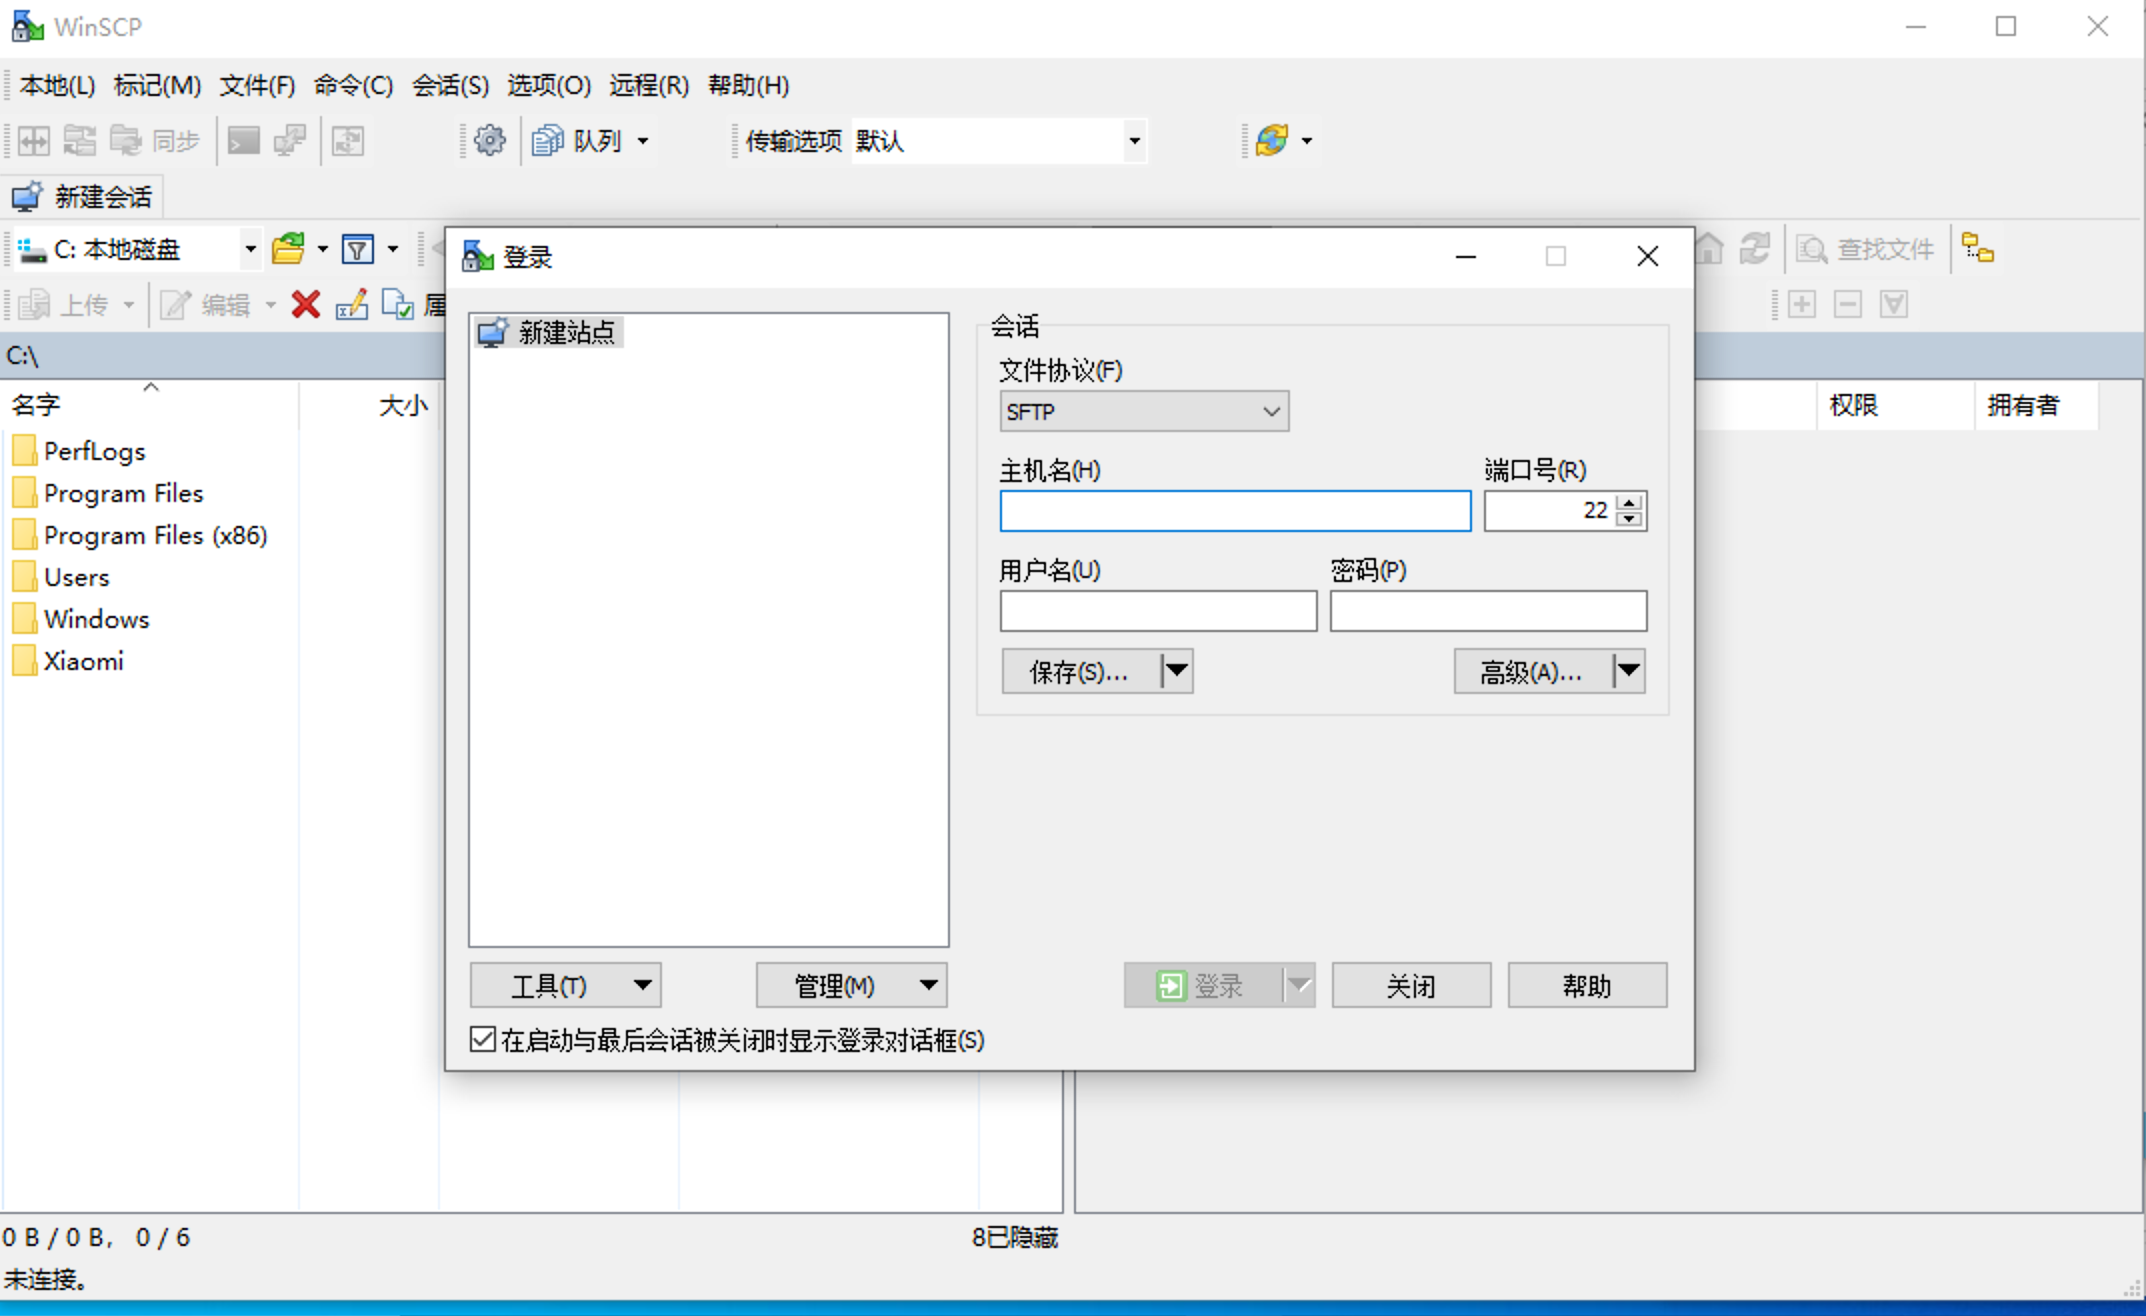 WinSCP
本地(L) 标记(M) 文件(F) 命令(C) 会话(S) 选项(O) 远程(R) 帮助(H)
同步 队列 传输选项 默认
新建会话
C: 本地磁盘 查找文件
上传 编辑
C:\
名字 大小 权限 拥有者
PerfLogs
Program Files
Program Files (x86)
Users
Windows
Xiaomi
登录
新建站点
会话
文件协议(F)
SFTP
主机名(H) 端口号(R)
22
用户名(U) 密码(P)
保存(S)... 高级(A)...
工具(T) 管理(M) 登录 关闭 帮助
在启动与最后会话被关闭时显示登录对话框(S)
0 B / 0 B, 0 / 6 8已隐藏
未连接。